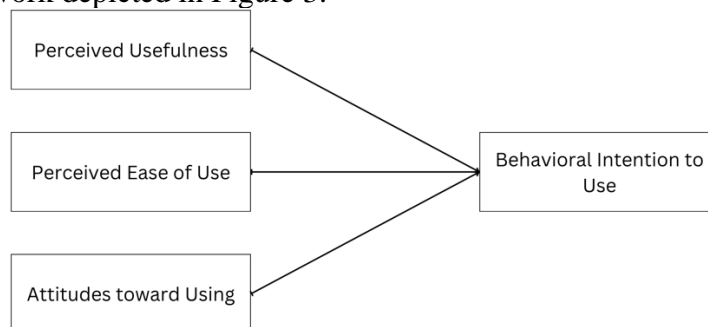 work depicted in Figure 3.
Perceived Usefulness
Perceived Ease of Use
Behavioral Intention to
Use
Attitudes toward Using